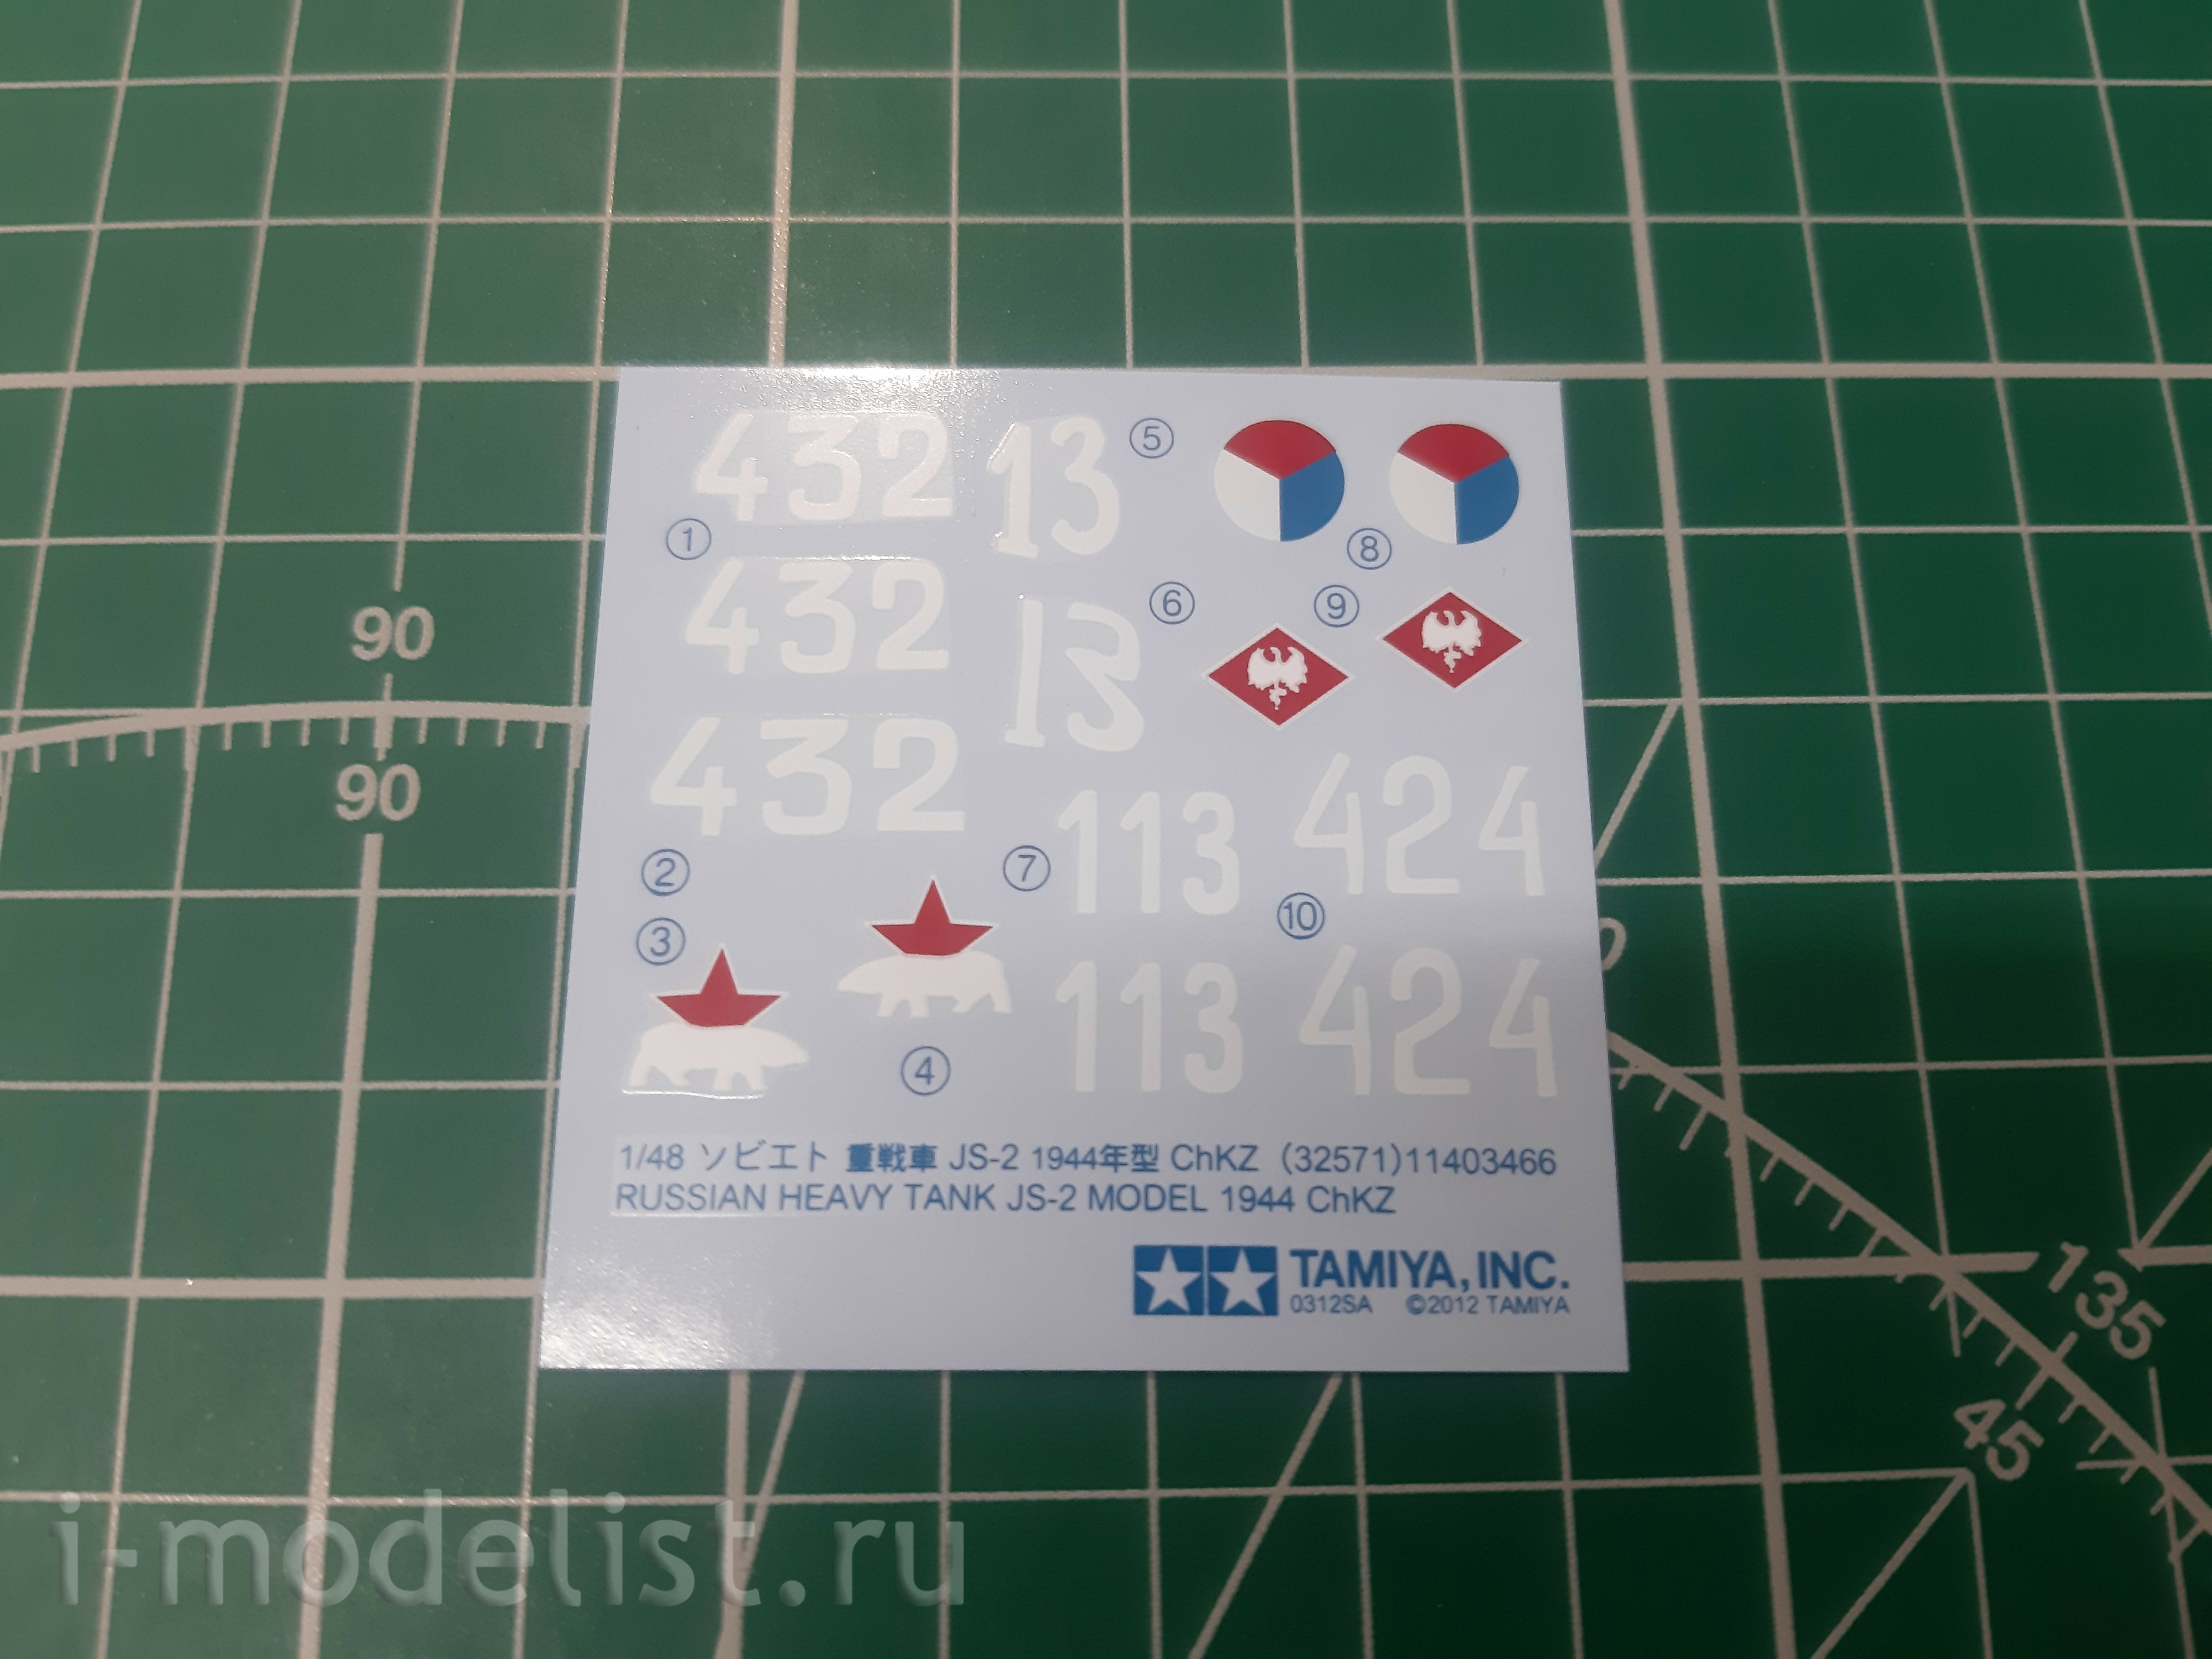 432 13 ⑤
①
432
⑥ ⑨ ⑧
13
432
② ⑦ 113 424
③ ⑩
④ 113 424
1/48 ソビエト 重戦車 JS-2 1944年型 ChKZ (32571)11403466
RUSSIAN HEAVY TANK JS-2 MODEL 1944 ChKZ
TAMIYA, INC.
0312SA ©2012 TAMIYA
90
90
135
45
i-modelist.ru